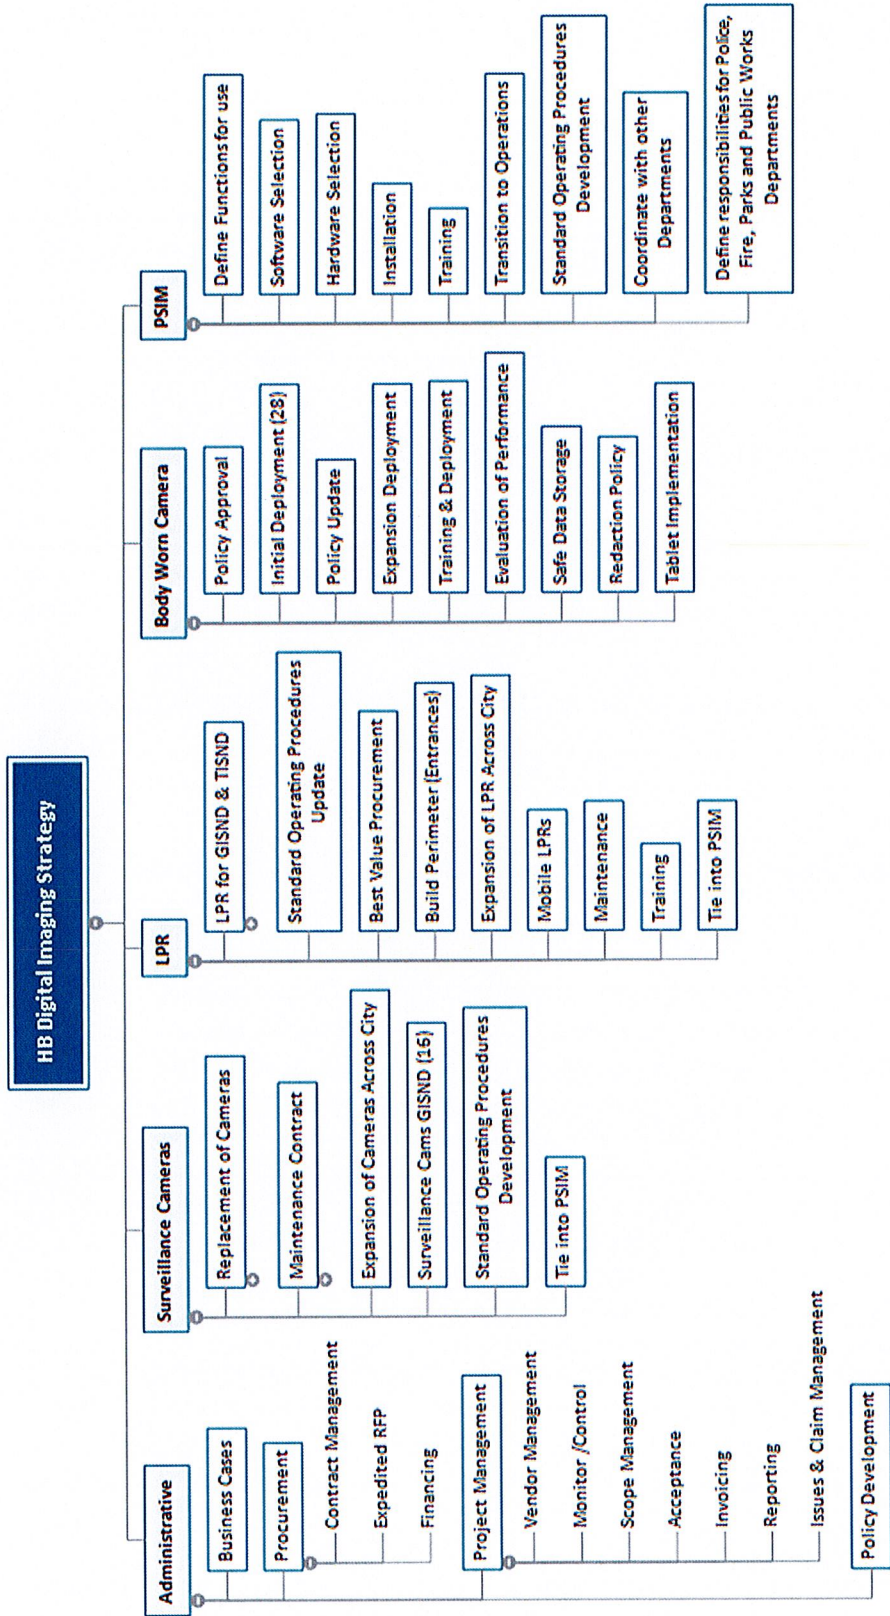 HB Digital Imaging Strategy
Administrative
Business Cases
Procurement
Contract Management
Expedited RFP
Financing
Project Management
Vendor Management
Monitor /Control
Scope Management
Acceptance
Invoicing
Reporting
Issues & Claim Management
Policy Development
Surveillance Cameras
Replacement of Cameras
Maintenance Contract
Expansion of Cameras Across City
Surveillance Cams GISND (16)
Standard Operating Procedures
Development
Tie into PSIM
LPR
LPR for GISND & TISND
Standard Operating Procedures
Update
Best Value Procurement
Build Perimeter (Entrances)
Expansion of LPR Across City
Mobile LPRs
Maintenance
Training
Tie into PSIM
Body Worn Camera
Policy Approval
Initial Deployment (28)
Policy Update
Expansion Deployment
Training & Deployment
Evaluation of Performance
Safe Data Storage
Redaction Policy
Tablet Implementation
PSIM
Define Functions for use
Software Selection
Hardware Selection
Installation
Training
Transition to Operations
Standard Operating Procedures
Development
Coordinate with other
Departments
Define responsibilities for Police,
Fire, Parks and Public Works
Departments